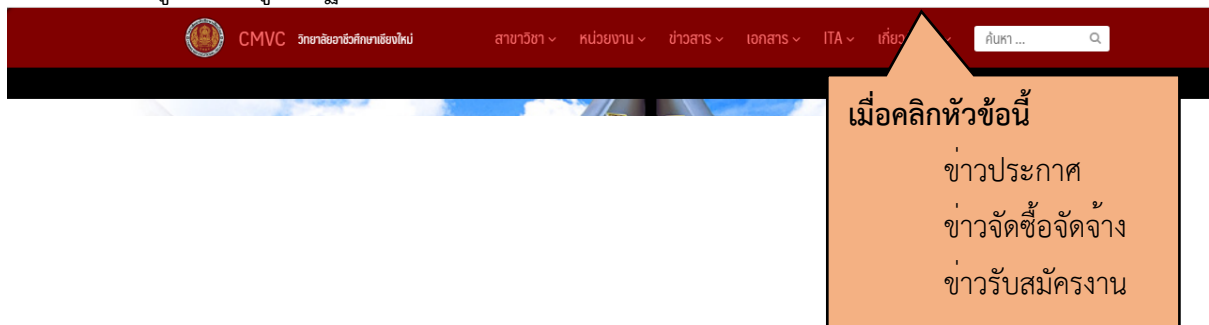 CMVC วิทยาลัยอาชีวศึกษาเชียงใหม่ สาขาวิชา หน่วยงาน ข่าวสาร เอกสาร ITA ค้นหา ...
เมื่อคลิกหัวข้อนี้
ข่าวประกาศ
ข่าวจัดซื้อจัดจ้าง
ข่าวรับสมัครงาน